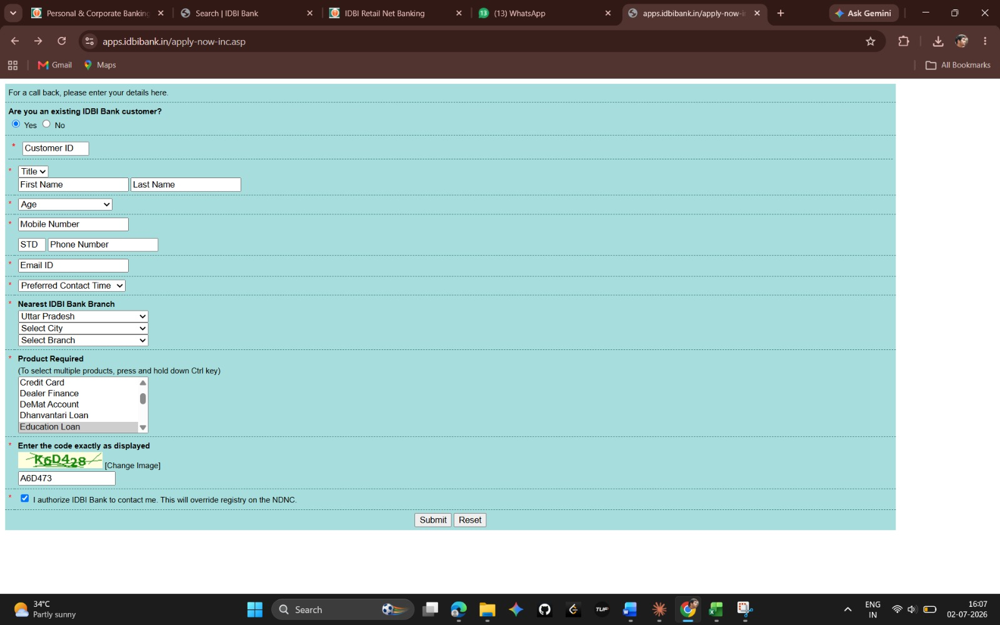 Personal & Corporate Banking
Search | IDBI Bank
IDBI Retail Net Banking
13 (13) WhatsApp
apps.idbibank.in/apply-now-in
Ask Gemini
apps.idbibank.in/apply-now-inc.asp
Gmail
Maps
All Bookmarks
For a call back, please enter your details here.
Are you an existing IDBI Bank customer?
Yes No
* Customer ID
* Title
First Name Last Name
* Age
* Mobile Number
STD Phone Number
* Email ID
* Preferred Contact Time
* Nearest IDBI Bank Branch
Uttar Pradesh
Select City
Select Branch
* Product Required
(To select multiple products, press and hold down Ctrl key)
Credit Card
Dealer Finance
DeMat Account
Dhanvantari Loan
Education Loan
* Enter the code exactly as displayed
K6D428 [Change Image]
A6D473
* I authorize IDBI Bank to contact me. This will override registry on the NDNC.
Submit Reset
34°C
Partly sunny
Search
TUF
ENG
IN
16:07
02-07-2026